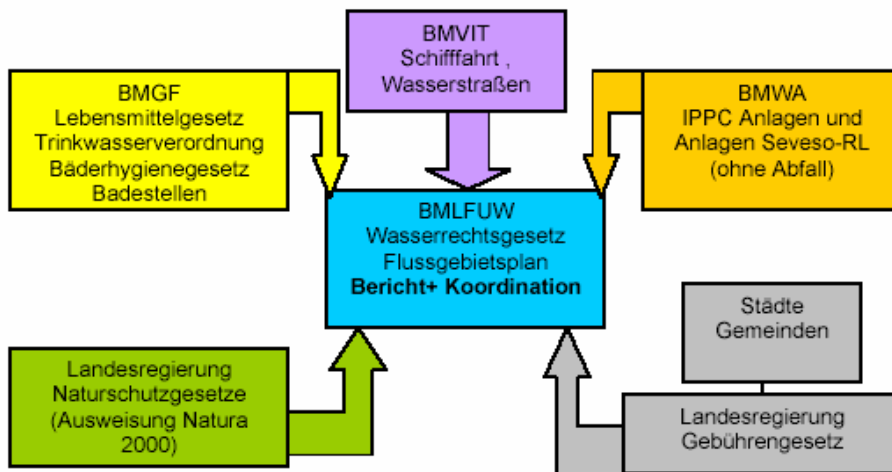 BMVIT
Schifffahrt ,
Wasserstraßen
BMGF
Lebensmittelgesetz
Trinkwasserverordnung
Bäderhygienegesetz
Badestellen
BMWA
IPPC Anlagen und
Anlagen Seveso-RL
(ohne Abfall)
BMLFUW
Wasserrechtsgesetz
Flussgebietsplan
Bericht+ Koordination
Städte
Gemeinden
Landesregierung
Naturschutzgesetze
(Ausweisung Natura
2000)
Landesregierung
Gebührengesetz